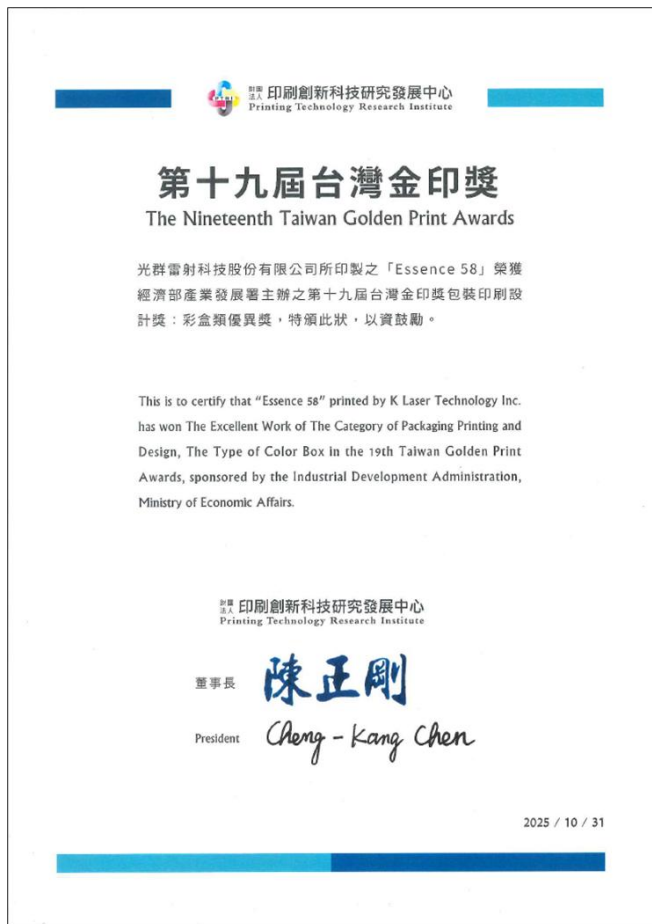 財團法人 印刷創新科技研究發展中心
Printing Technology Research Institute
第十九屆台灣金印獎
The Nineteenth Taiwan Golden Print Awards
光群雷射科技股份有限公司所印製之「Essence 58」榮獲
經濟部產業發展署主辦之第十九屆台灣金印獎包裝印刷設
計獎：彩盒類優異獎，特頒此狀，以資鼓勵。
This is to certify that "Essence 58" printed by K Laser Technology Inc.
has won The Excellent Work of The Category of Packaging Printing and
Design, The Type of Color Box in the 19th Taiwan Golden Print
Awards, sponsored by the Industrial Development Administration,
Ministry of Economic Affairs.
財團法人 印刷創新科技研究發展中心
Printing Technology Research Institute
董事長 陳正剛
President Cheng-Kang Chen
2025 / 10 / 31